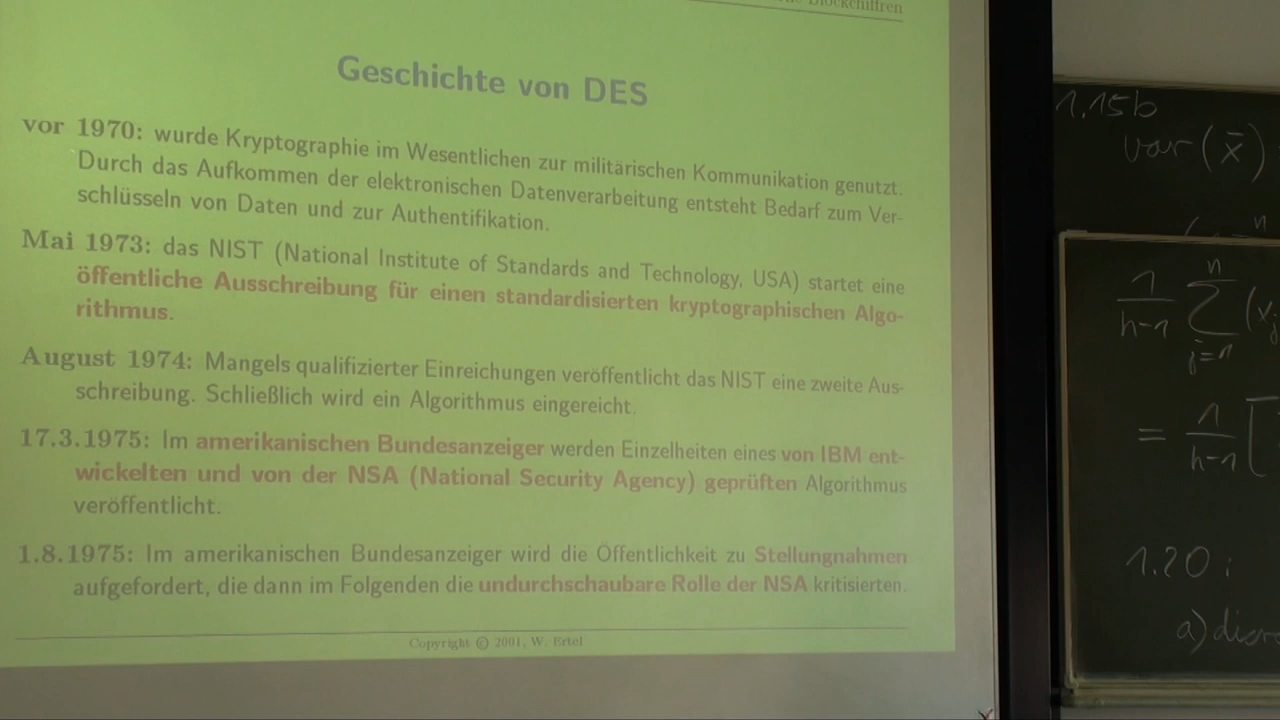 Blockchiffren
Geschichte von DES
vor 1970: wurde Kryptographie im Wesentlichen zur militärischen Kommunikation genutzt.
Durch das Aufkommen der elektronischen Datenverarbeitung entsteht Bedarf zum Ver-
schlüsseln von Daten und zur Authentifikation.
Mai 1973: das NIST (National Institute of Standards and Technology, USA) startet eine
öffentliche Ausschreibung für einen standardisierten kryptographischen Algo-
rithmus.
August 1974: Mangels qualifizierter Einreichungen veröffentlicht das NIST eine zweite Aus-
schreibung. Schließlich wird ein Algorithmus eingereicht.
17.3.1975: Im amerikanischen Bundesanzeiger werden Einzelheiten eines von IBM ent-
wickelten und von der NSA (National Security Agency) geprüften Algorithmus
veröffentlicht.
1.8.1975: Im amerikanischen Bundesanzeiger wird die Öffentlichkeit zu Stellungnahmen
aufgefordert, die dann im Folgenden die undurchschaubare Rolle der NSA kritisierten.
Copyright © 2001, W. Ertel
1.15b
var (x̄)
1.20 :
a)